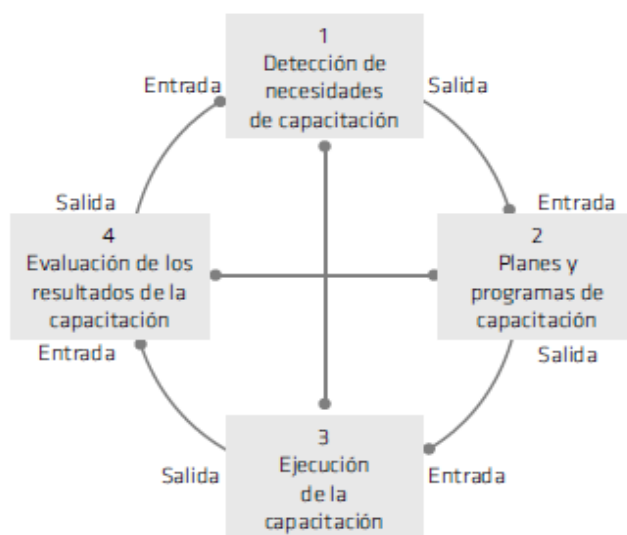 1
Detección de
necesidades
de capacitación
Entrada
Salida
Salida
Entrada
4
Evaluación de los
resultados de la
capacitación
2
Planes y
programas de
capacitación
Entrada
Salida
Salida
Entrada
3
Ejecución
de la
capacitación